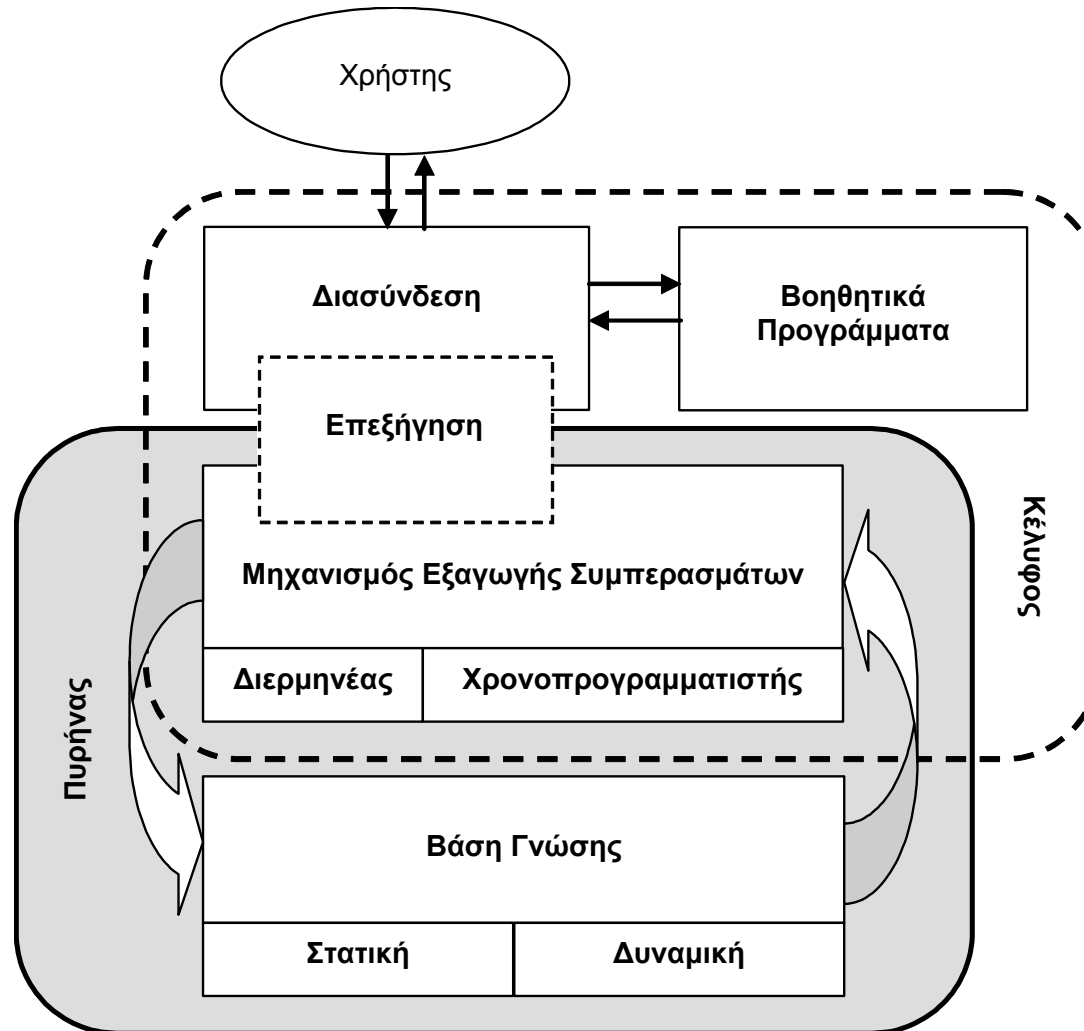 Χρήστης
Διασύνδεση
Βοηθητικά
Προγράμματα
Επεξήγηση
Κέλυφος
Μηχανισμός Εξαγωγής Συμπερασμάτων
Διερμηνέας
Χρονοπρογραμματιστής
Πυρήνας
Βάση Γνώσης
Στατική
Δυναμική